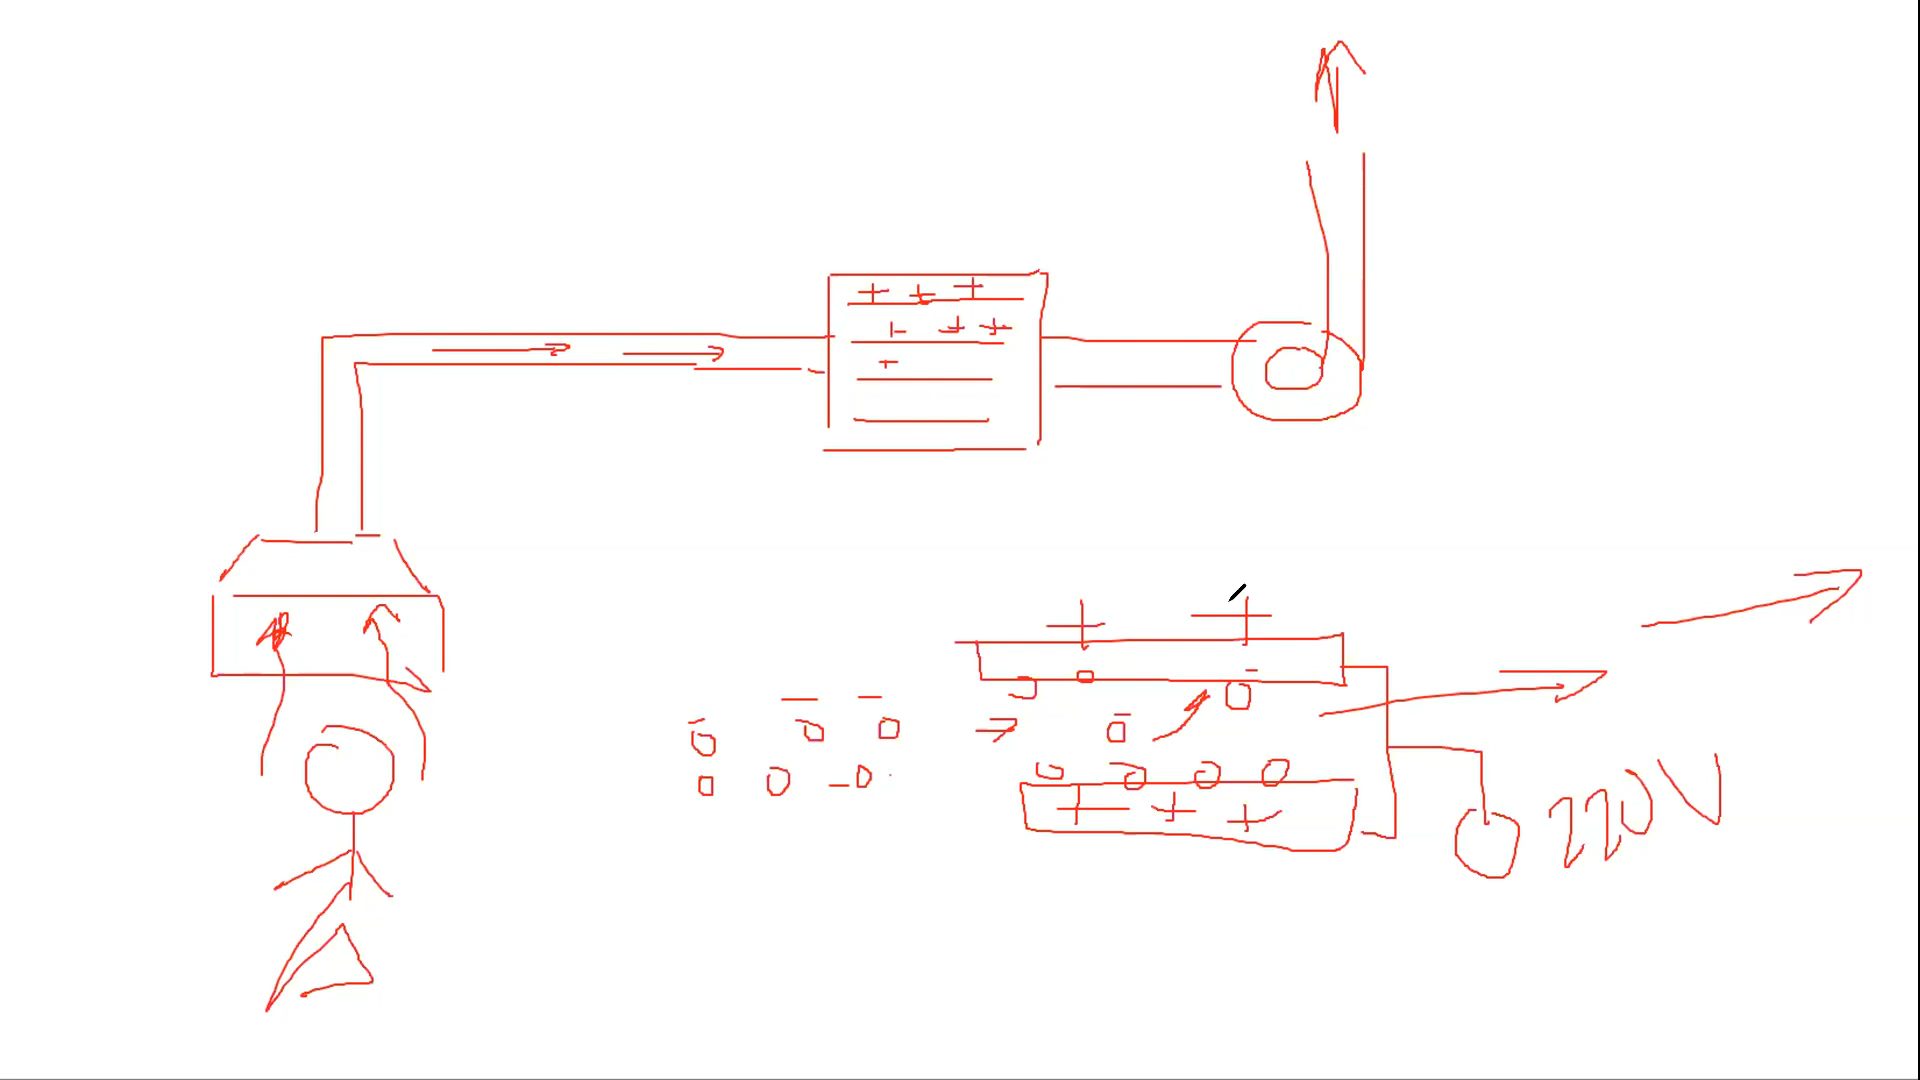 + + +
+ + +
+
+ +
+ + +
220V